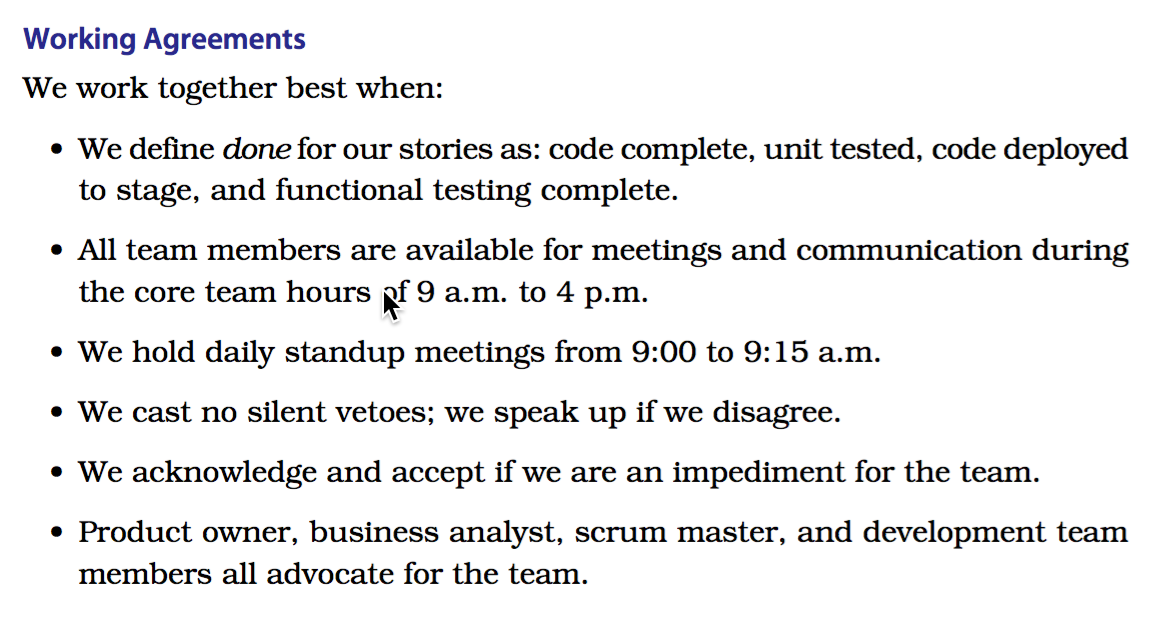 Working Agreements
We work together best when:
• We define done for our stories as: code complete, unit tested, code deployed
to stage, and functional testing complete.
• All team members are available for meetings and communication during
the core team hours of 9 a.m. to 4 p.m.
• We hold daily standup meetings from 9:00 to 9:15 a.m.
• We cast no silent vetoes; we speak up if we disagree.
• We acknowledge and accept if we are an impediment for the team.
• Product owner, business analyst, scrum master, and development team
members all advocate for the team.